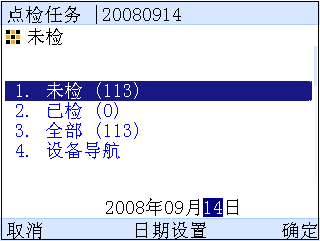 点检任务 |20080914
未检
1. 未检 (113)
2. 已检 (0)
3. 全部 (113)
4. 设备导航
2008年09月14日
取消 日期设置 确定